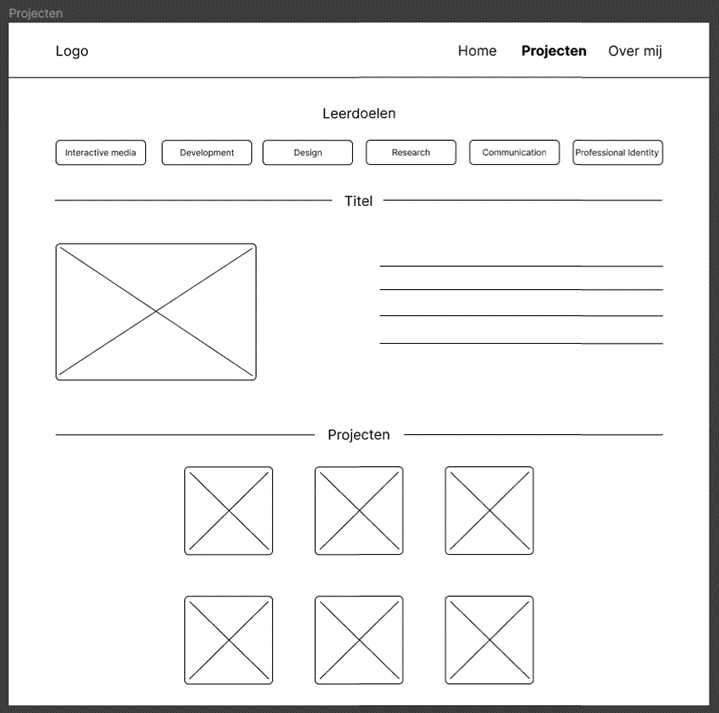 Projecten
Logo Home Projecten Over mij
Leerdoelen
Interactive media Development Design Research Communication Professional Identity
Titel
Projecten